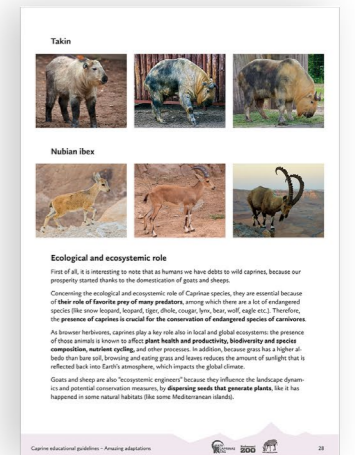 Takin
Nubian ibex
Ecological and ecosystemic role
First of all, it is interesting to note that as humans we have debts to wild caprines, because our
prosperity started thanks to the domestication of goats and sheeps.
Concerning the ecological and ecosystemic role of Caprinae species, they are essential because
of their role of favorite prey of many predators, among which there are a lot of endangered
species (like snow leopard, leopard, tiger, dhole, cougar, lynx, bear, wolf, eagle etc.). Therefore,
the presence of caprines is crucial for the conservation of endangered species of carnivores.
As browser herbivores, caprines play a key role also in local and global ecosystems: the presence
of those animals is known to affect plant health and productivity, biodiversity and species
composition, nutrient cycling, and other processes. In addition, because grass has a higher al-
bedo than bare soil, browsing and eating grass and leaves reduces the amount of sunlight that is
reflected back into Earth's atmosphere, which impacts the global climate.
Goats and sheep are also "ecosystem engineers" because they influence the landscape dynam-
ics and potential conservation measures, by dispersing seeds that generate plants, like it has
happened in some natural habitats (like some Mediterranean islands).
Caprine educational guidelines – Amazing adaptations
ZOO
28